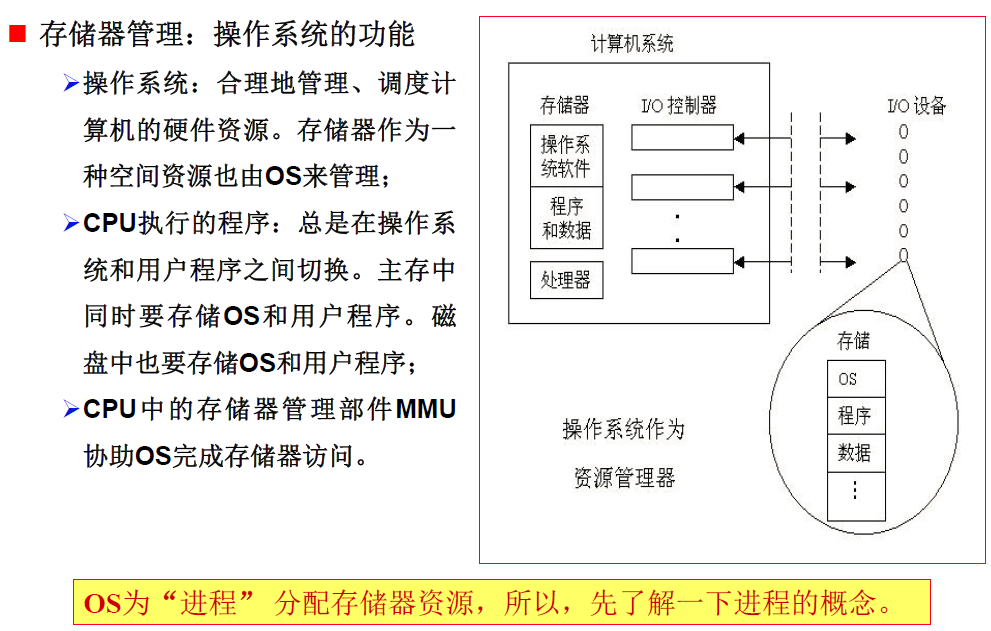 存储器管理：操作系统的功能
操作系统：合理地管理、调度计
算机的硬件资源。存储器作为一
种空间资源也由OS来管理；
CPU执行的程序：总是在操作系
统和用户程序之间切换。主存中
同时要存储OS和用户程序。磁
盘中也要存储OS和用户程序；
CPU中的存储器管理部件MMU
协助OS完成存储器访问。
计算机系统
存储器
I/O 控制器
I/O 设备
操作系
统软件
程序
和数据
处理器
存储
OS
程序
数据
操作系统作为
资源管理器
OS为“进程” 分配存储器资源，所以，先了解一下进程的概念。